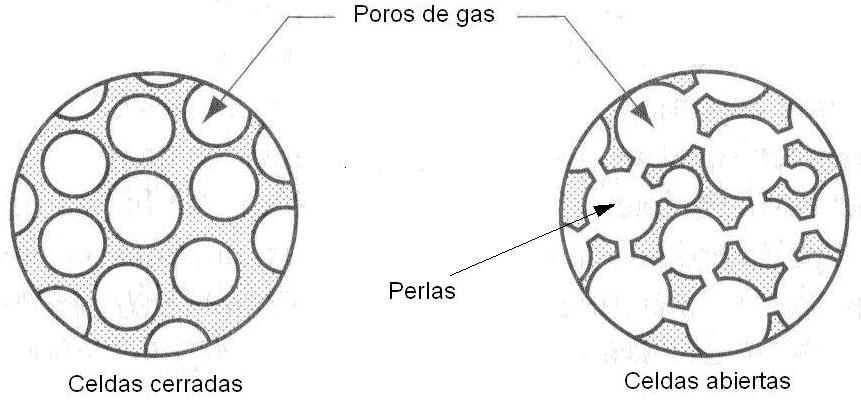 Poros de gas
Perlas
Celdas cerradas
Celdas abiertas